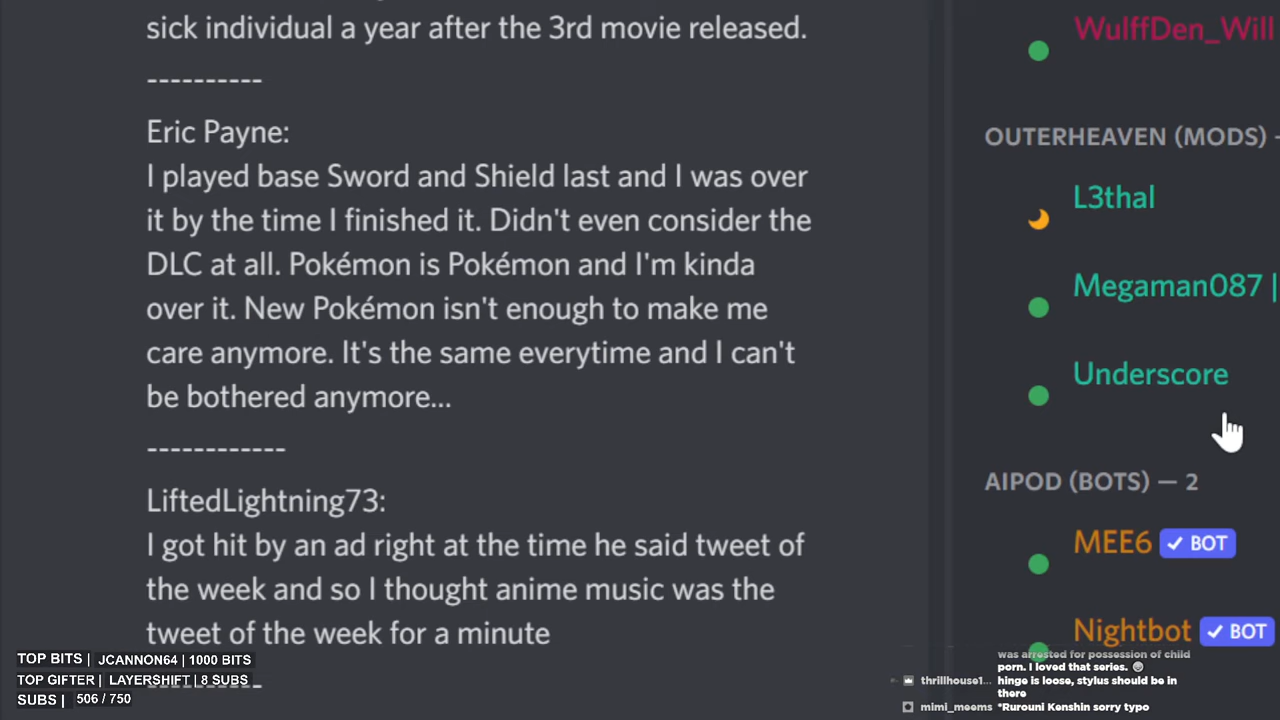 sick individual a year after the 3rd movie released.
----------
Eric Payne:
I played base Sword and Shield last and I was over
it by the time I finished it. Didn't even consider the
DLC at all. Pokémon is Pokémon and I'm kinda
over it. New Pokémon isn't enough to make me
care anymore. It's the same everytime and I can't
be bothered anymore...
------------
LiftedLightning73:
I got hit by an ad right at the time he said tweet of
the week and so I thought anime music was the
tweet of the week for a minute
WulffDen_Will
OUTERHEAVEN (MODS) -
L3thal
Megaman087 |
Underscore
AIPOD (BOTS) — 2
MEE6 ✓ BOT
Nightbot ✓ BOT
TOP BITS | JCANNON64 | 1000 BITS
TOP GIFTER | LAYERSHIFT | 8 SUBS
SUBS | 506 / 750
was arrested for possession of child
porn. I loved that series.
thrillhouse1... hinge is loose, stylus should be in
there
mimi_meems *Rurouni Kenshin sorry typo